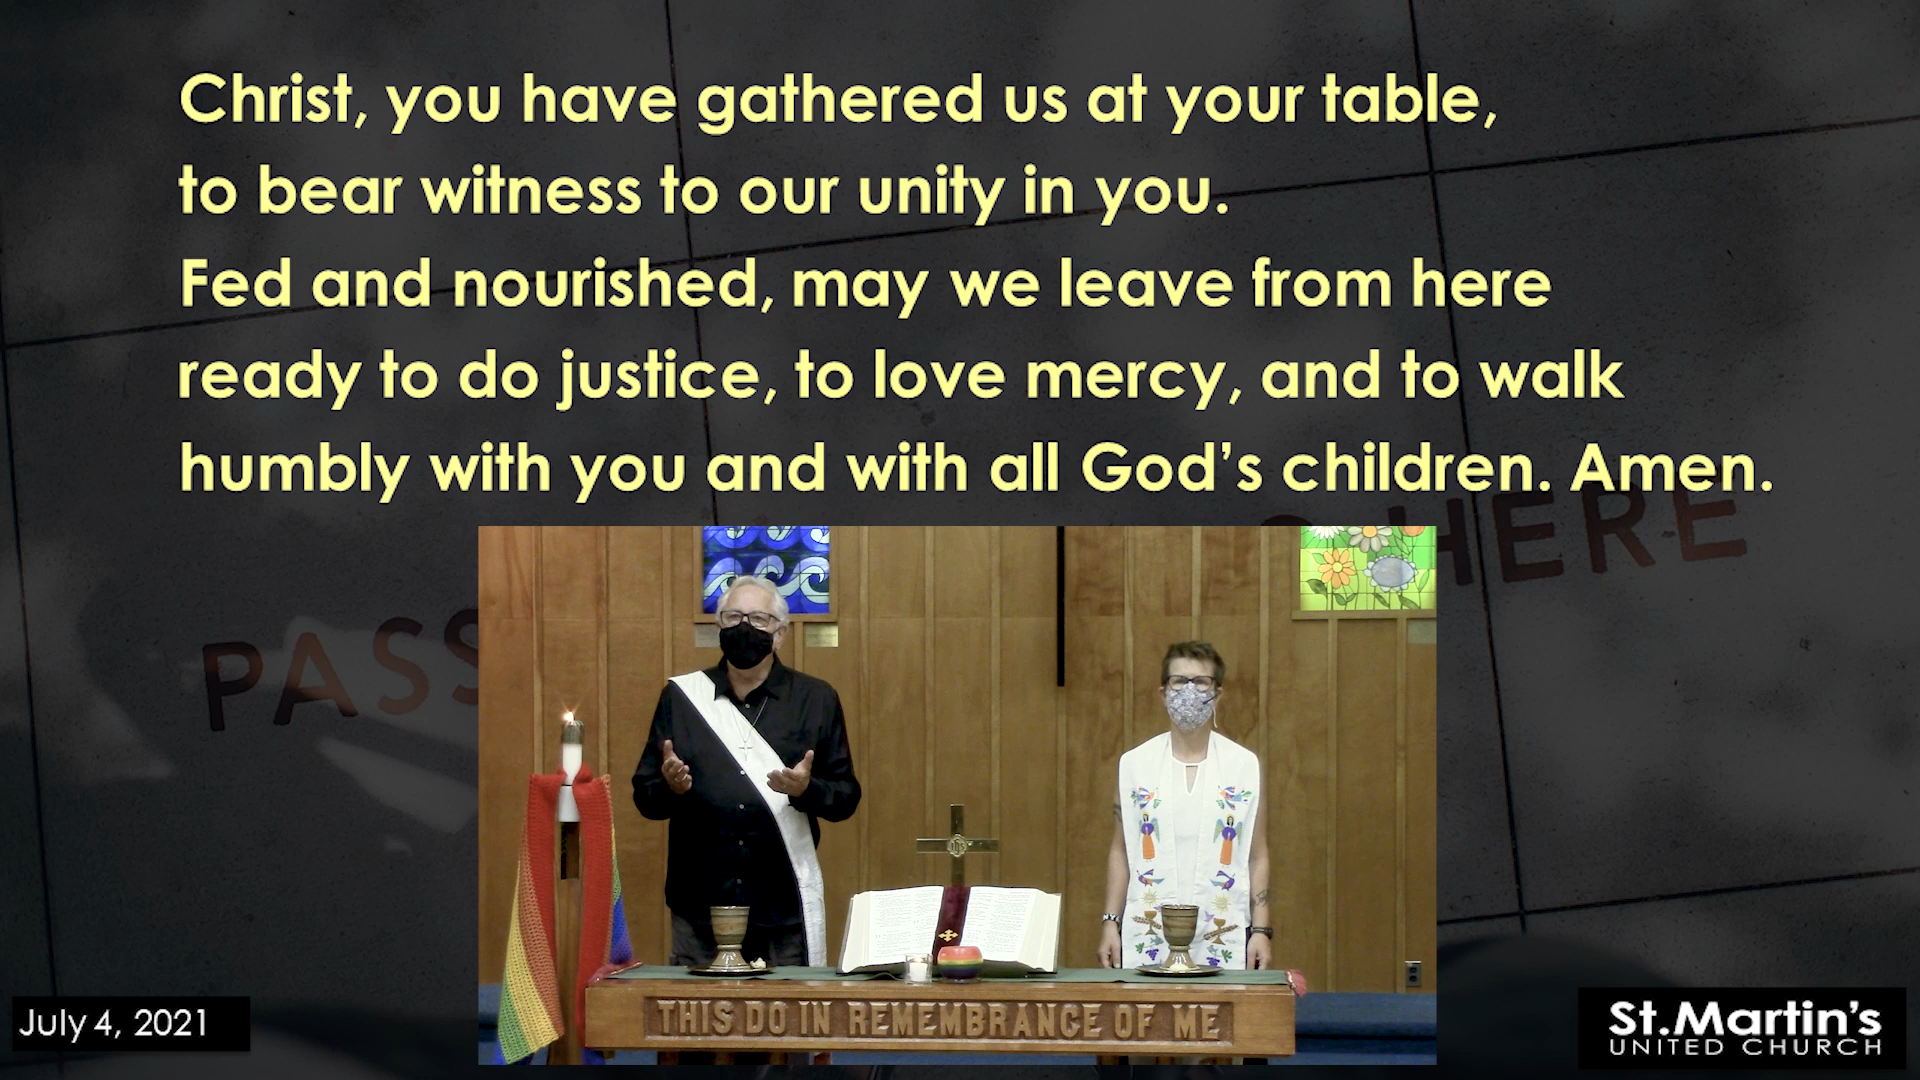 Christ, you have gathered us at your table,
to bear witness to our unity in you.
Fed and nourished, may we leave from here
ready to do justice, to love mercy, and to walk
humbly with you and with all God’s children. Amen.
HERE
PASS
THIS DO IN REMEMBRANCE OF ME
July 4, 2021
St.Martin's
UNITED CHURCH